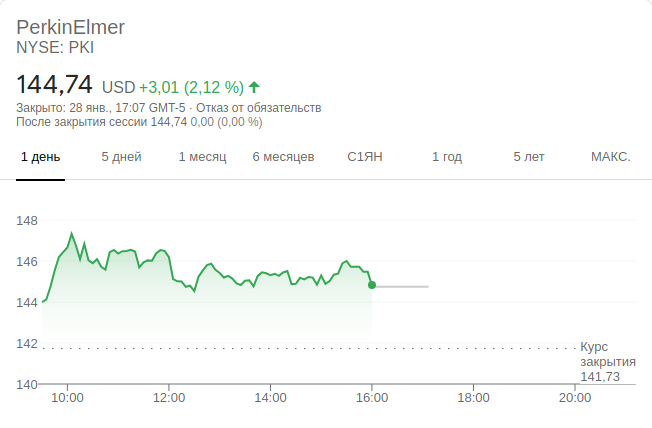 PerkinElmer
NYSE: PKI
144,74 USD +3,01 (2,12 %)
Закрыто: 28 янв., 17:07 GMT-5 · Отказ от обязательств
После закрытия сессии 144,74 0,00 (0,00 %)
1 день 5 дней 1 месяц 6 месяцев С1ЯН 1 год 5 лет МАКС.
148
146
144
142
Курс
закрытия
141,73
140
10:00 12:00 14:00 16:00 18:00 20:00